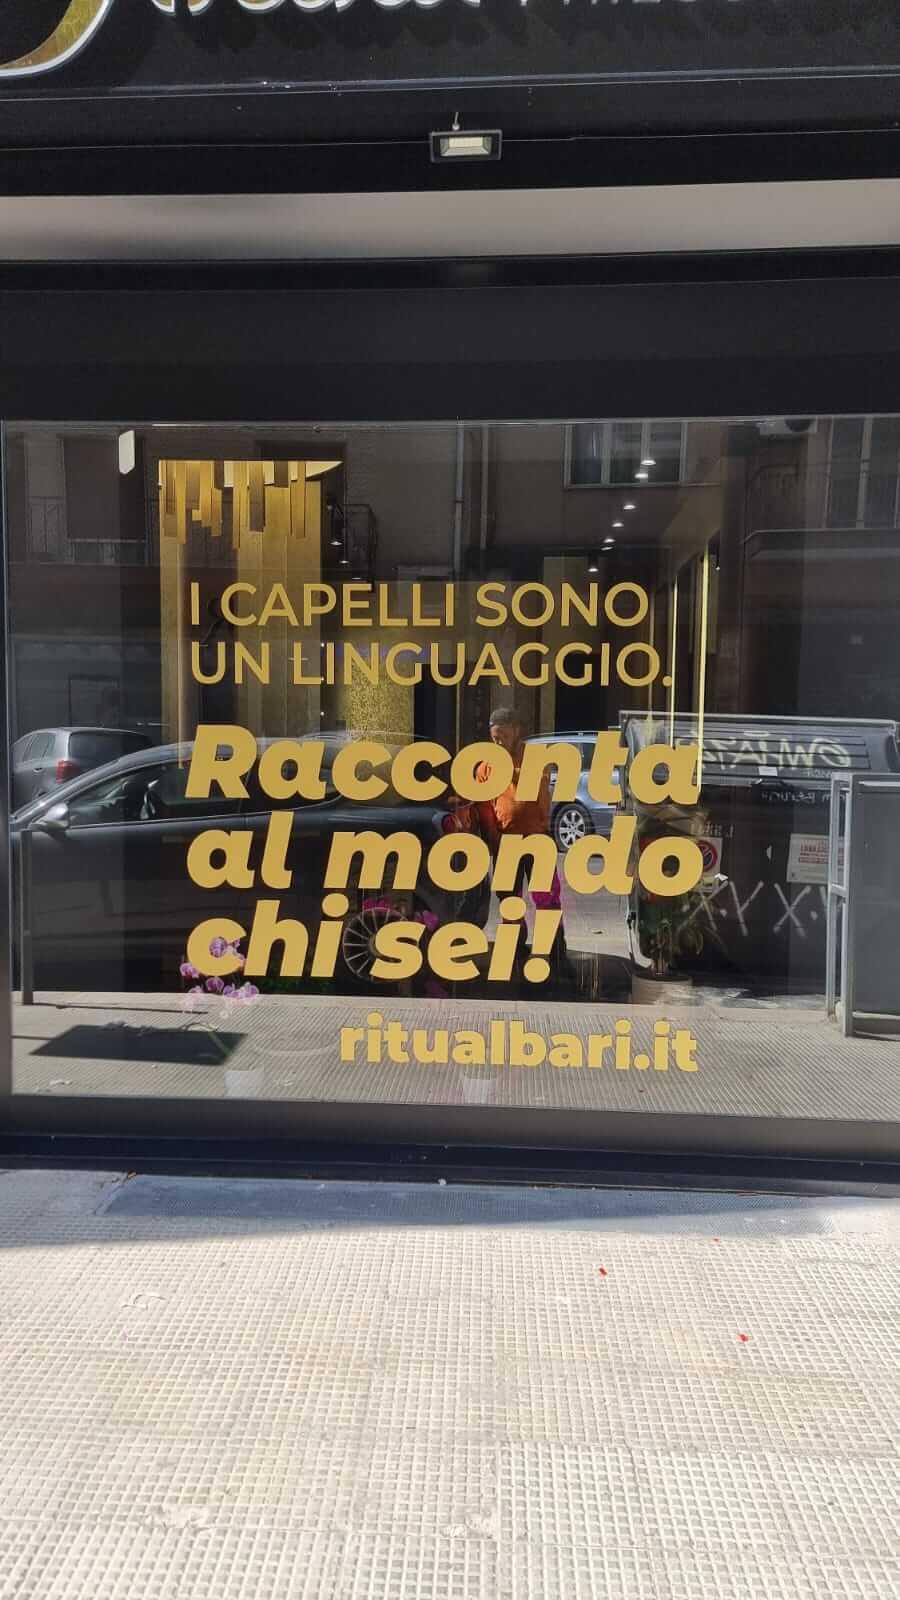 I CAPELLI SONO
UN LINGUAGGIO.
Racconta
al mondo
chi sei!
ritualbari.it